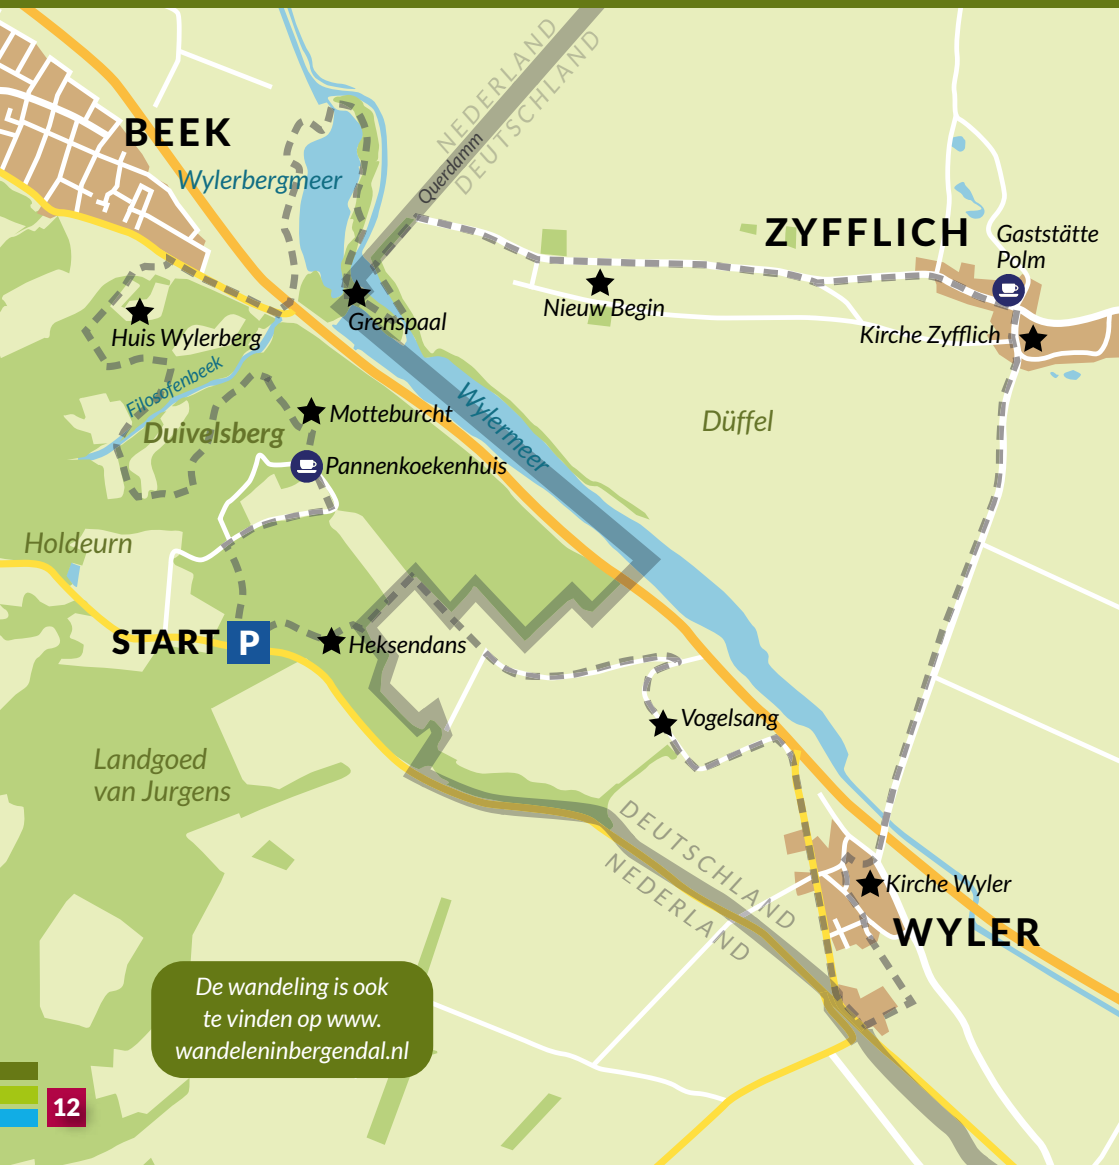 NEDERLAND
DEUTSCHLAND
Querdamm
BEEK
Wylerbergmeer
ZYFFLICH
Gaststätte
Polm
Nieuw Begin
Kirche Zyfflich
Grenspaal
Huis Wylerberg
Filosofenbeek
Motteburcht
Duivelsberg
Wylermeer
Düffel
Pannenkoekenhuis
Holdeurn
START P
Heksendans
Vogelsang
Landgoed
van Jurgens
DEUTSCHLAND
NEDERLAND
Kirche Wyler
WYLER
De wandeling is ook
te vinden op www.
wandeleninbergendal.nl
12